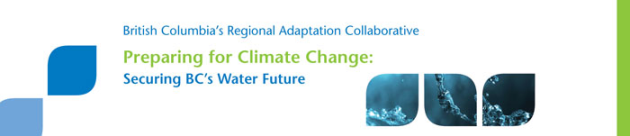 British Columbia's Regional Adaptation Collaborative
Preparing for Climate Change:
Securing BC's Water Future